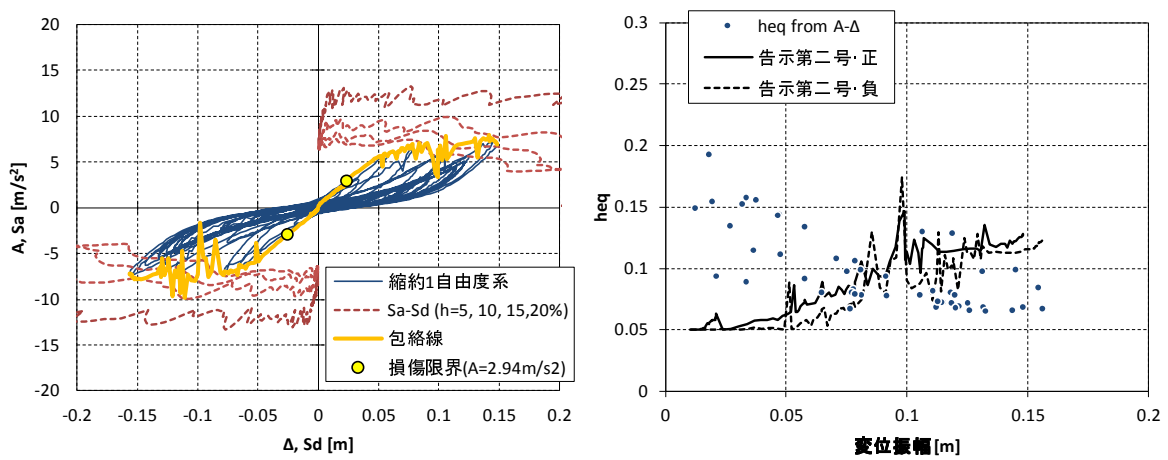 20
15
10
5
0
-5
-10
-15
-20
A, Sa [m/s²]
縮約1自由度系
Sa-Sd (h=5, 10, 15,20%)
包絡線
損傷限界(A=2.94m/s2)
-0.2 -0.15 -0.1 -0.05 0 0.05 0.1 0.15 0.2
Δ, Sd [m]
0.3
0.25
0.2
0.15
0.1
0.05
0
heq
heq from A-Δ
告示第二号・正
告示第二号・負
0 0.05 0.1 0.15 0.2
変位振幅[m]